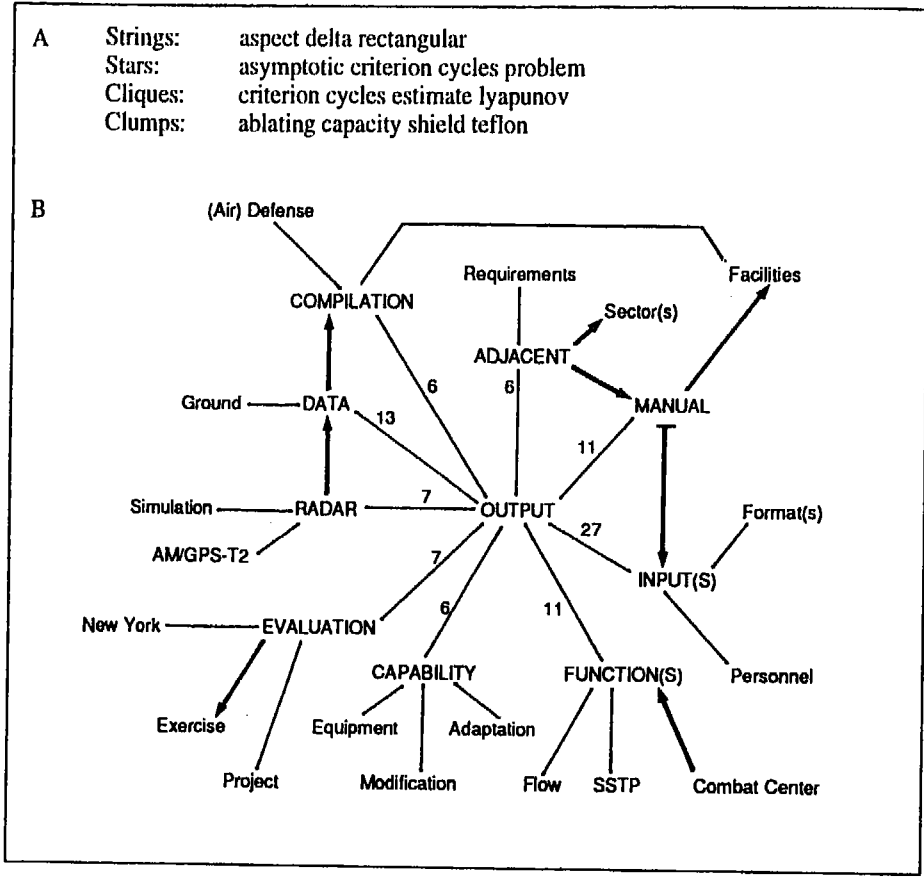 A Strings: aspect delta rectangular
Stars: asymptotic criterion cycles problem
Cliques: criterion cycles estimate lyapunov
Clumps: ablating capacity shield teflon
B
(Air) Defense
Requirements
Facilities
COMPILATION
Sector(s)
ADJACENT
6
6
Ground
DATA
13
MANUAL
11
Simulation
RADAR
7
OUTPUT
27
Format(s)
AM/GPS-T2
7
INPUT(S)
New York
EVALUATION
6
11
CAPABILITY
FUNCTION(S)
Personnel
Exercise
Equipment
Adaptation
Project
Modification
Flow
SSTP
Combat Center